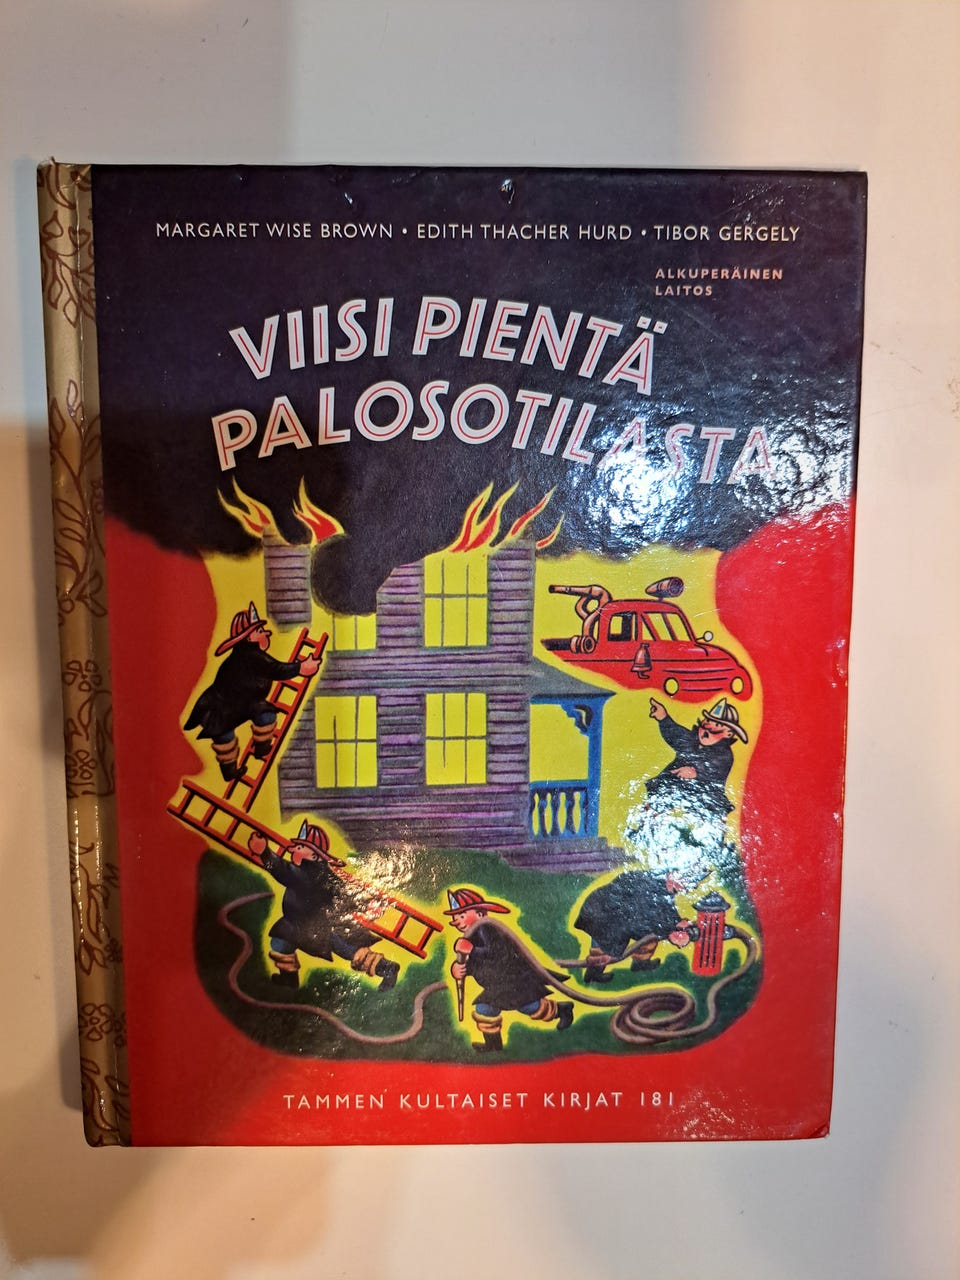 MARGARET WISE BROWN • EDITH THACHER HURD • TIBOR GERGELY
ALKUPERÄINEN
LAITOS
VIISI PIENTÄ
PALOSOTILASTA
TAMMEN KULTAISET KIRJAT 181